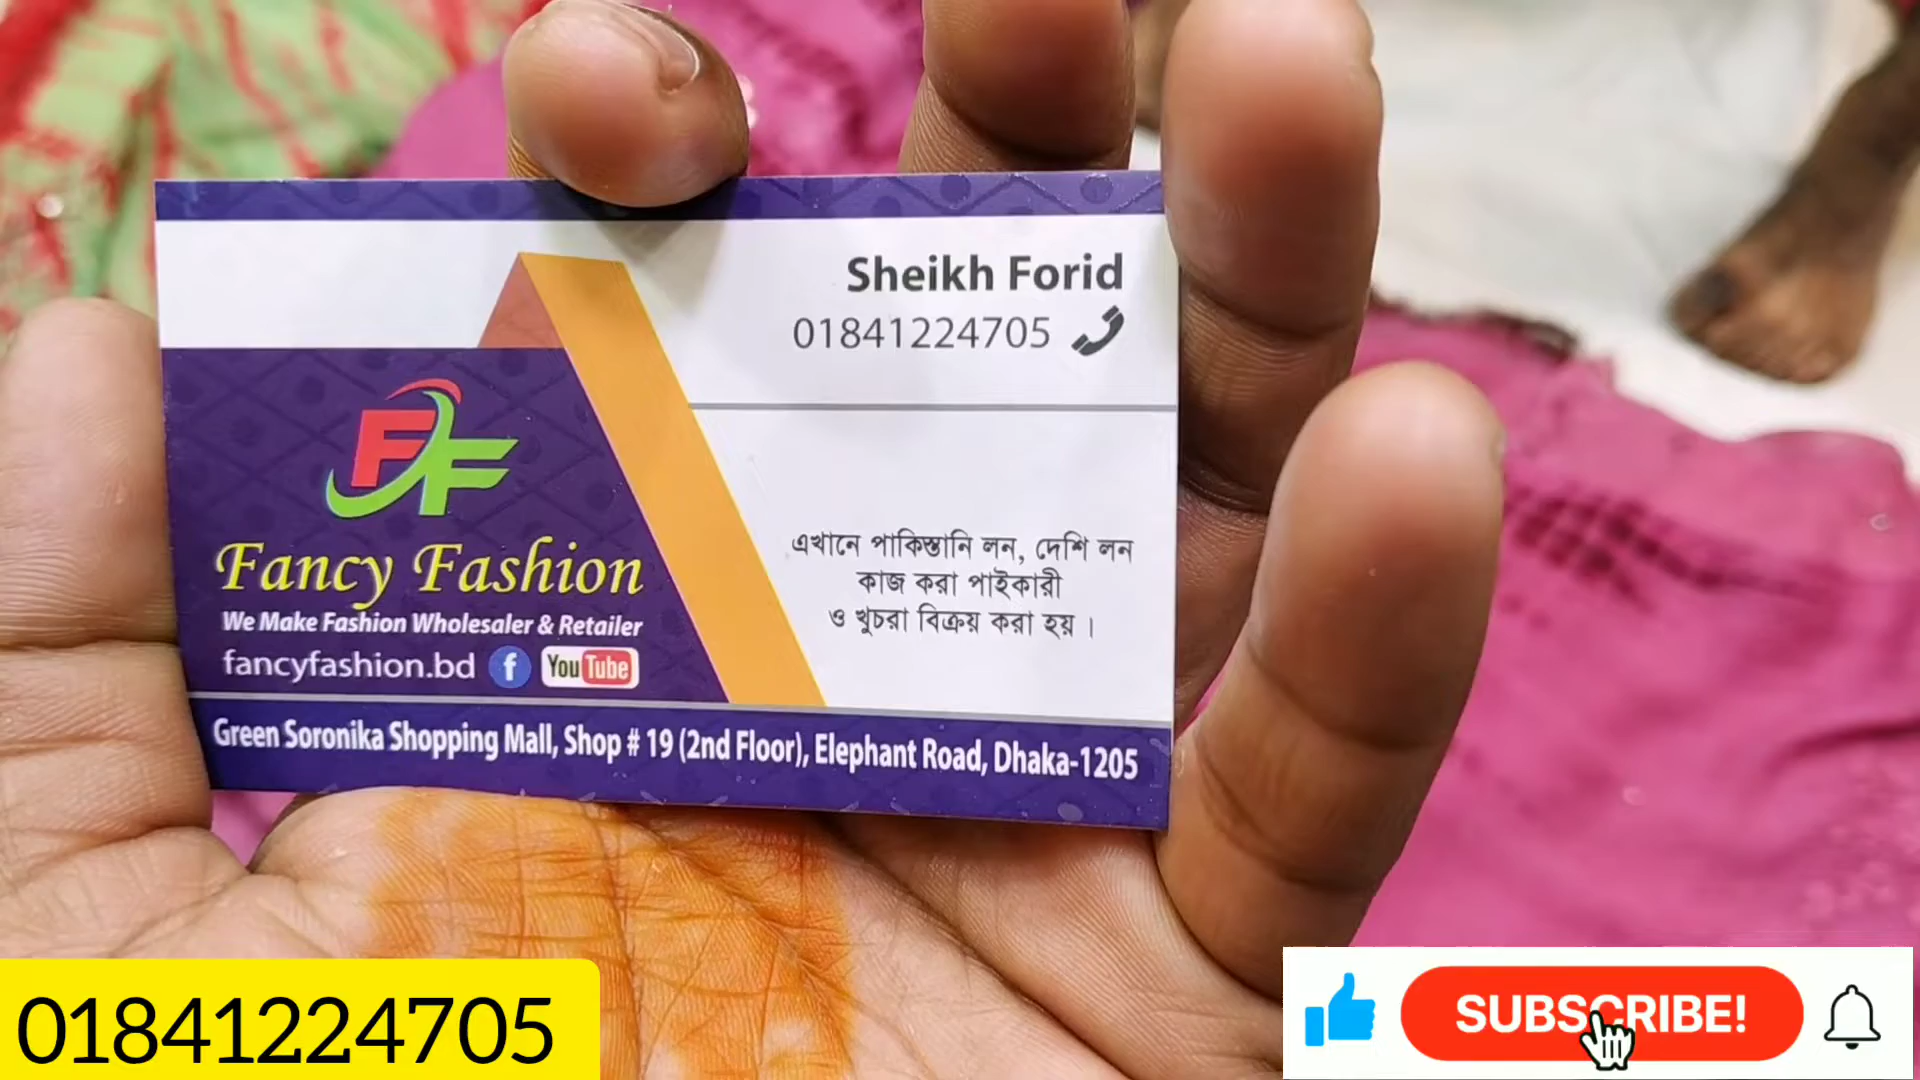 Sheikh Forid
01841224705
FF
Fancy Fashion
We Make Fashion Wholesaler & Retailer
fancyfashion.bd f YouTube
এখানে পাকিস্তানি লন, দেশি লন
কাজ করা পাইকারী
ও খুচরা বিক্রয় করা হয় ।
Green Soronika Shopping Mall, Shop # 19 (2nd Floor), Elephant Road, Dhaka-1205
01841224705
SUBSCRIBE!